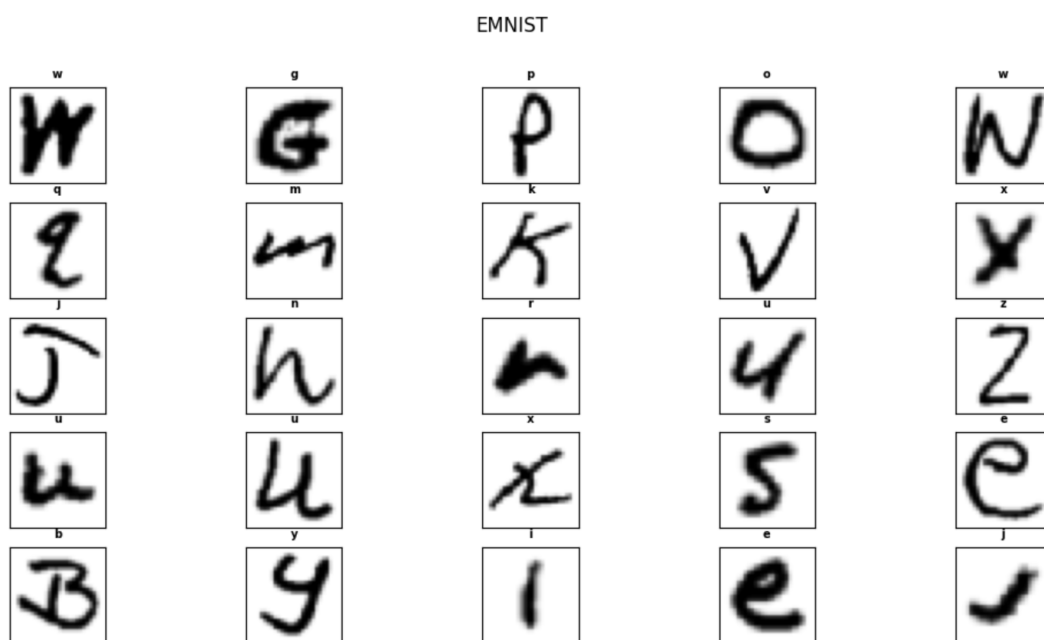 EMNIST
w g p o w
W G P O W
q m k v x
q m K V X
j n r u z
J n r u Z
u u x s e
u U x S e
b y i e j
B y I e J